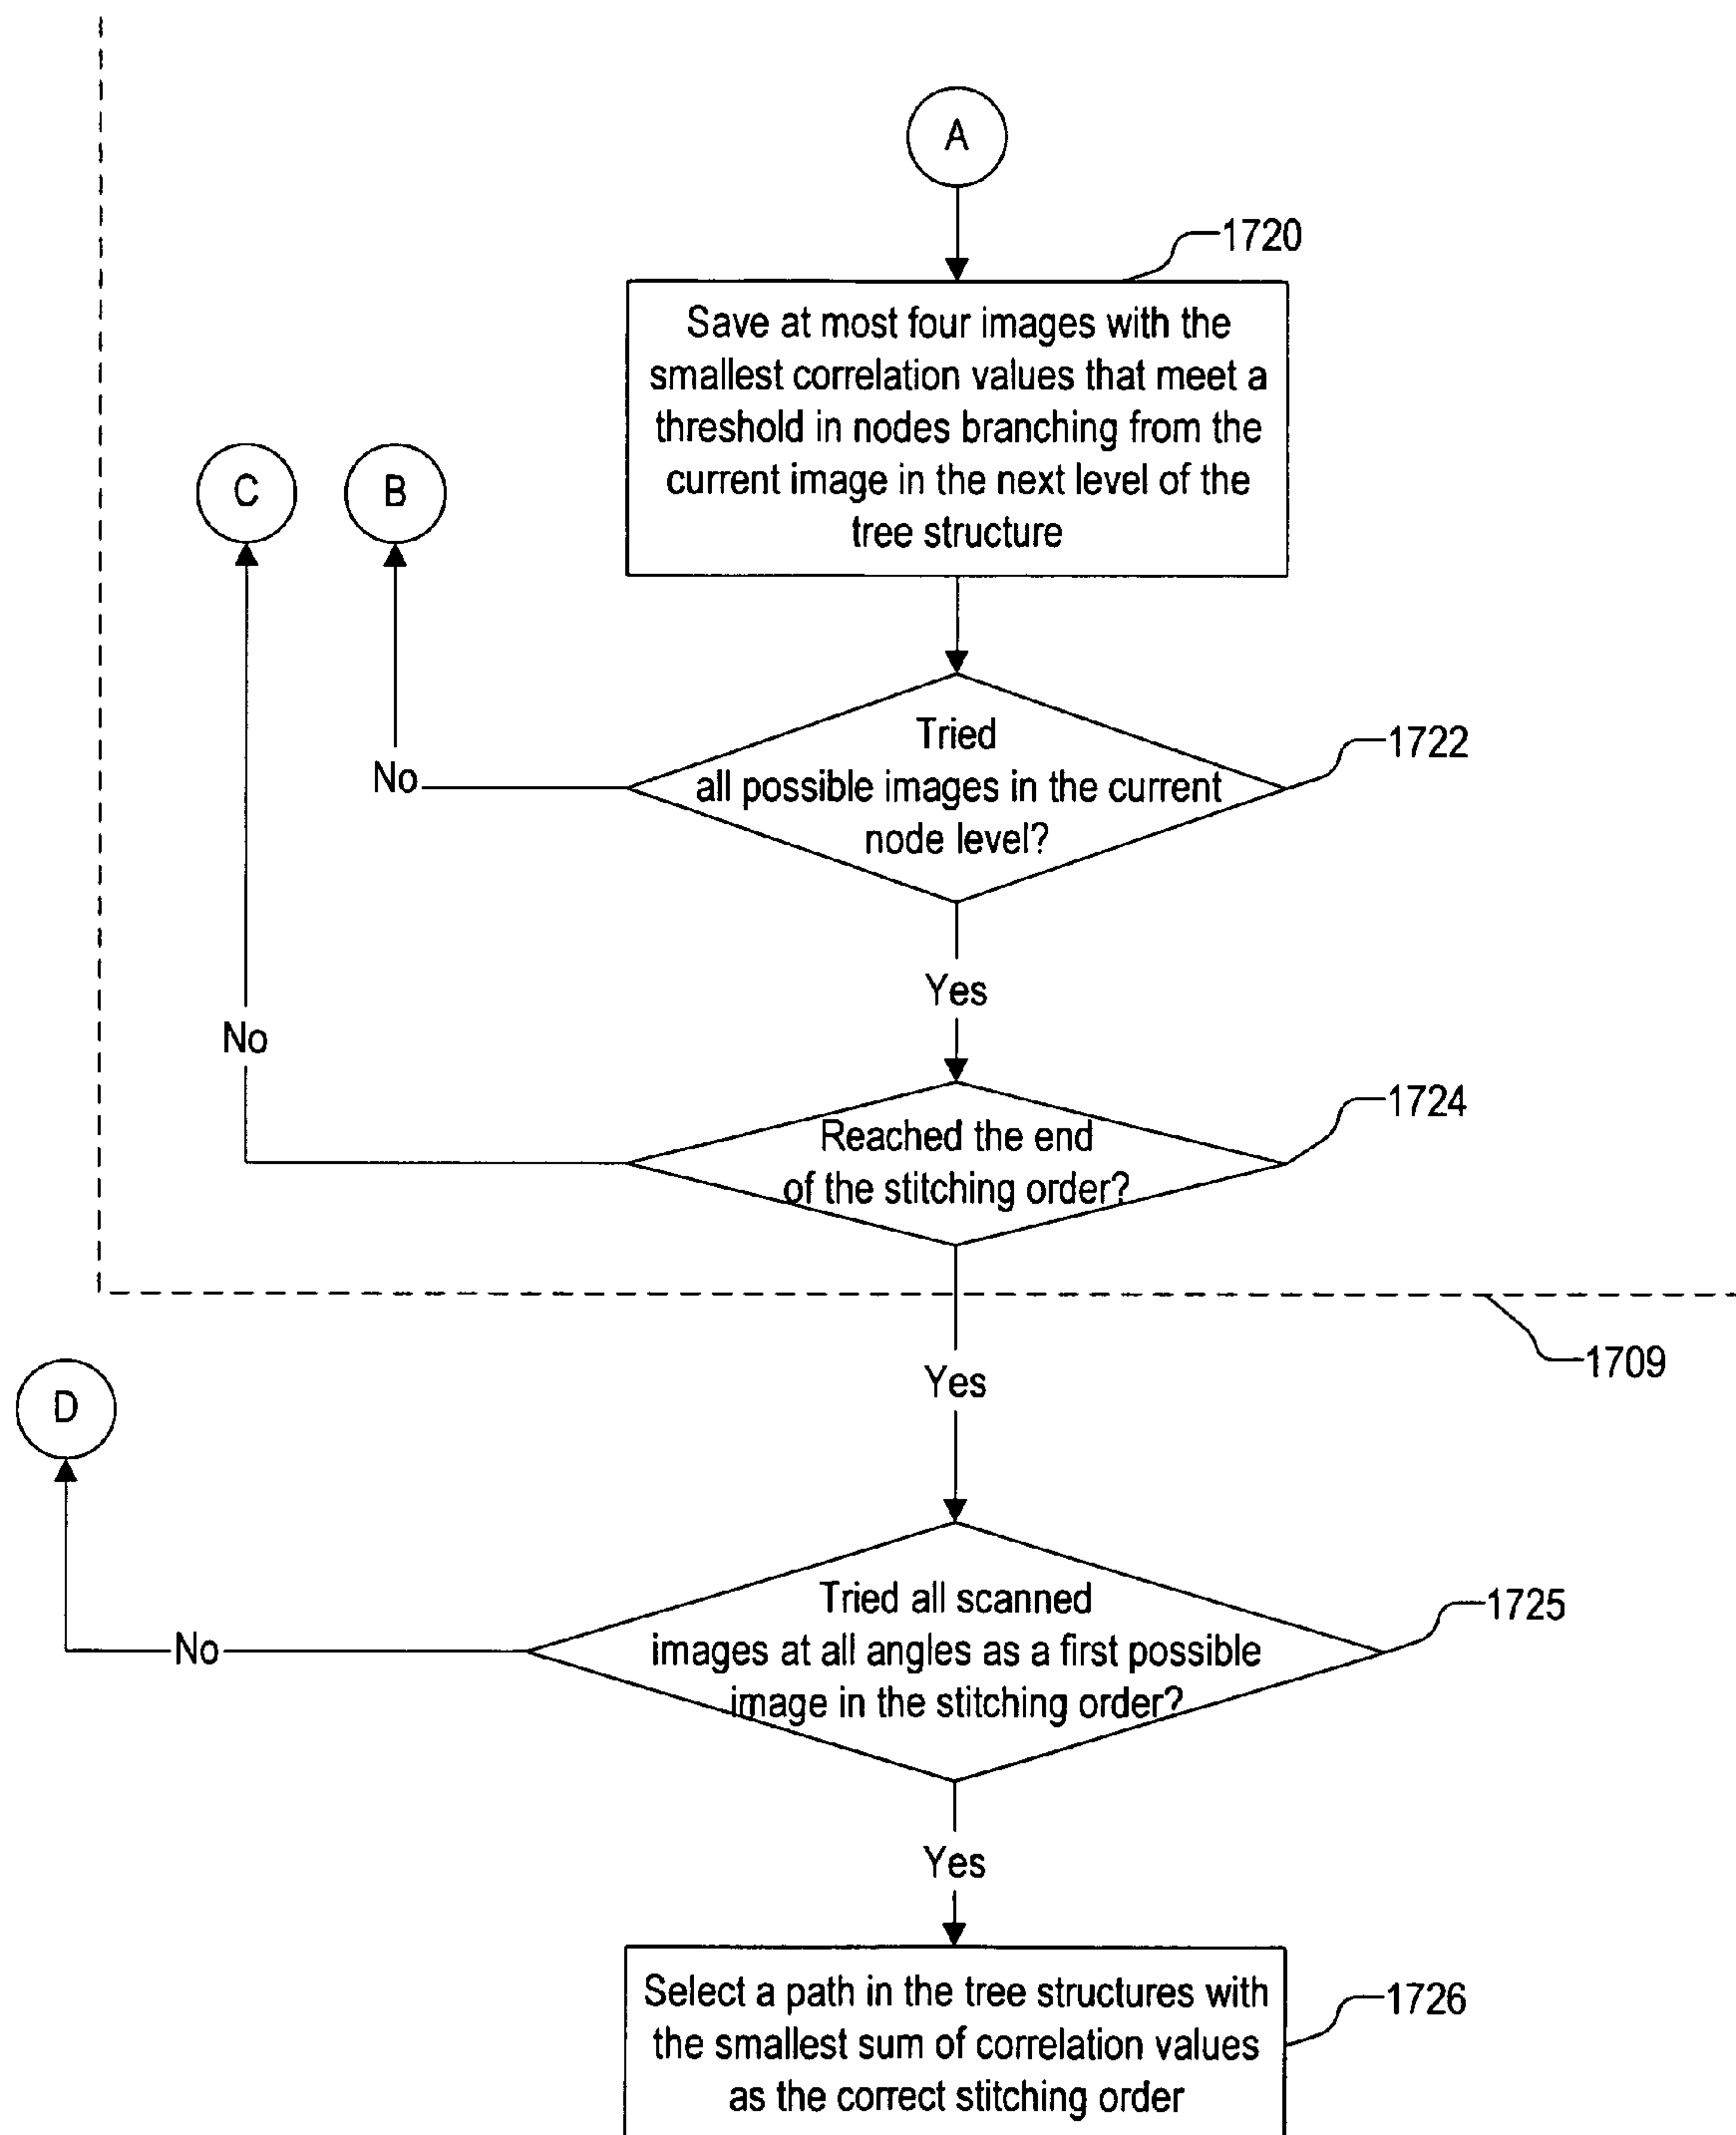 A
1720
Save at most four images with the
smallest correlation values that meet a
threshold in nodes branching from the
current image in the next level of the
tree structure
C
B
Tried
all possible images in the current
node level?
1722
No
Yes
No
Reached the end
of the stitching order?
1724
1709
Yes
D
Tried all scanned
images at all angles as a first possible
image in the stitching order?
1725
No
Yes
Select a path in the tree structures with
the smallest sum of correlation values
as the correct stitching order
1726